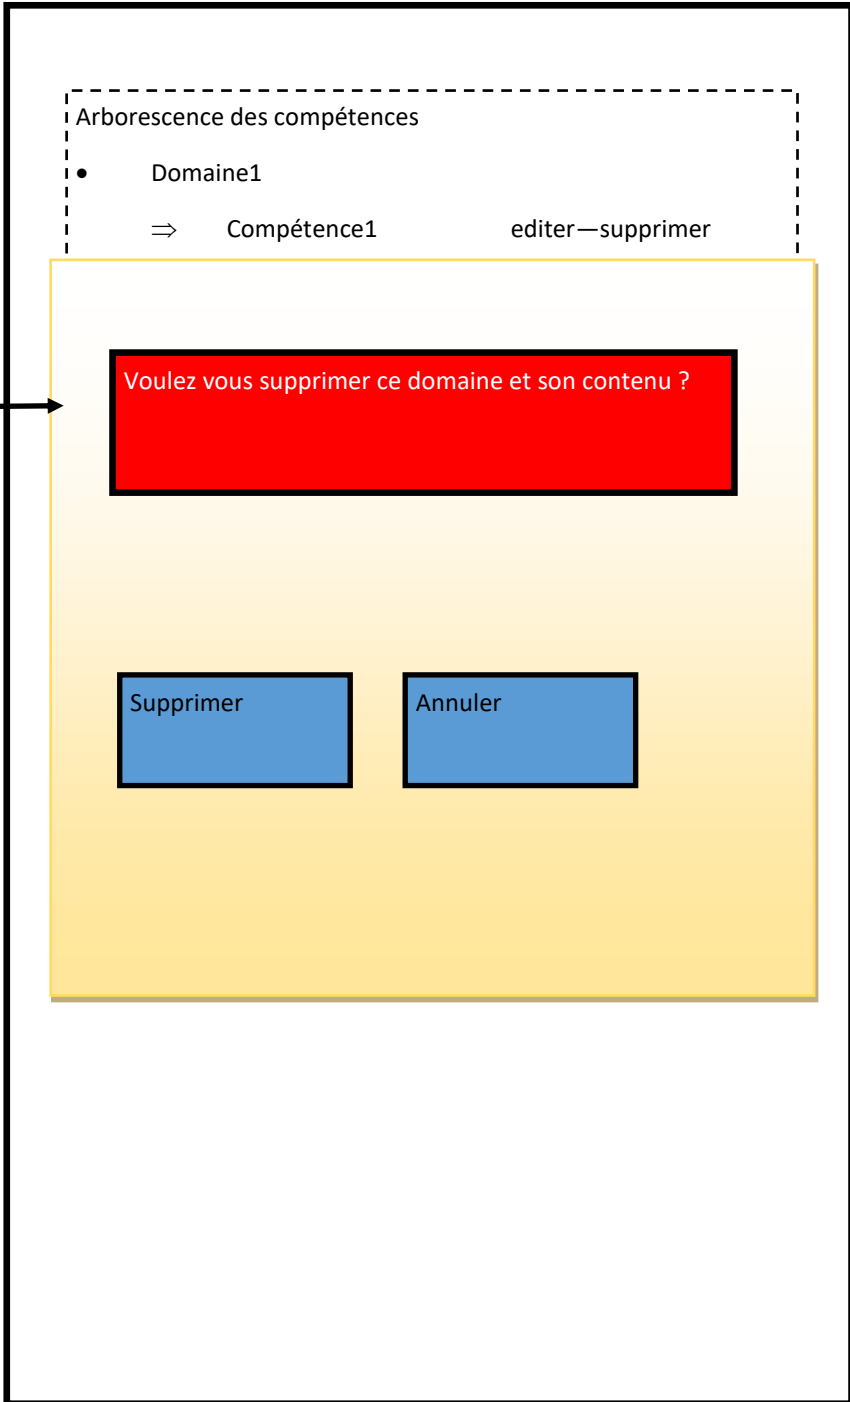 Arborescence des compétences
• Domaine1
⇒ Compétence1 editer—supprimer
Voulez vous supprimer ce domaine et son contenu ?
Supprimer Annuler